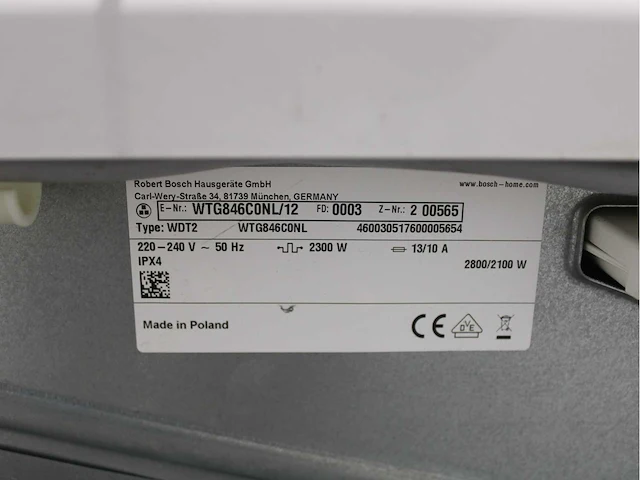 Robert Bosch Hausgeräte GmbH www.bosch-home.com
Carl-Wery-Straße 34, 81739 München, GERMANY
E-Nr.: WTG846C0NL/12 FD: 0003 Z-Nr.: 2 00565
Type: WDT2 WTG846C0NL 460030517600005654
220-240 V ~ 50 Hz 2300 W 13/10 A
IPX4 2800/2100 W
Made in Poland CE DVE